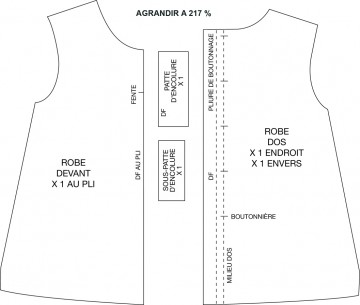 AGRANDIR A 217 %
ROBE
DEVANT
X 1 AU PLI
FENTE
DF AU PLI
PATTE
D'ENCOLURE
X 1
DF
SOUS-PATTE
D'ENCOLURE
X 1
PLIURE DE BOUTONNAGE
DF
ROBE
DOS
X 1 ENDROIT
X 1 ENVERS
BOUTONNIÈRE
MILIEU DOS